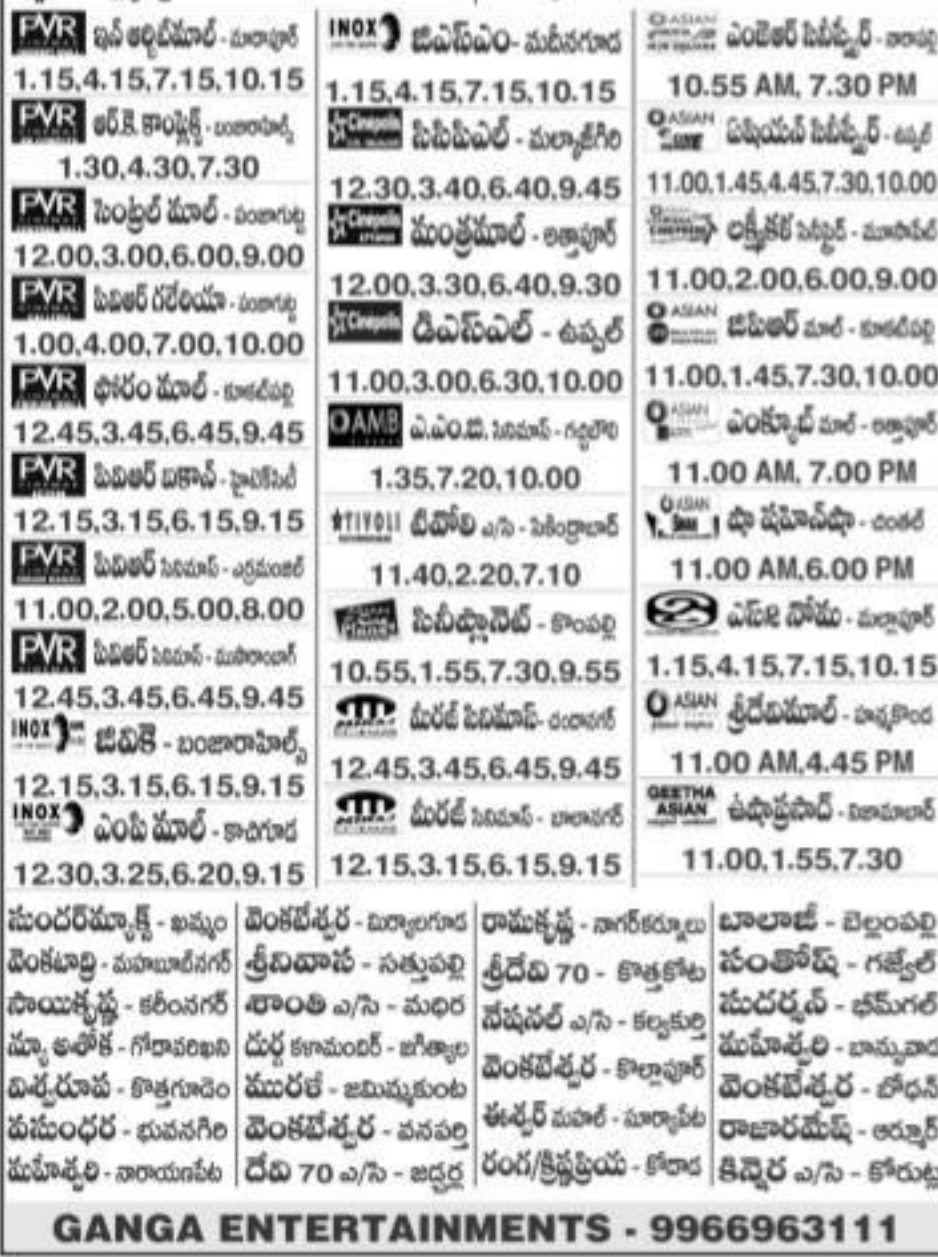 PVR ఇన్ ఆర్బిట్‌మాల్ - మాదాపూర్
1.15,4.15,7.15,10.15
PVR ఆర్.కె. కాంప్లెక్స్ - బంజారాహిల్స్
1.30,4.30,7.30
PVR సెంట్రల్ మాల్ - పంజాగుట్ట
12.00,3.00,6.00,9.00
PVR పివిఆర్ గలేరియా - పంజాగుట్ట
1.00,4.00,7.00,10.00
PVR ఫోరం మాల్ - కూకట్‌పల్లి
12.45,3.45,6.45,9.45
PVR పివిఆర్ ఐకాన్ - హైటెక్‌సిటీ
12.15,3.15,6.15,9.15
PVR పివిఆర్ సినిమాస్ - ఎర్రమంజిల్
11.00,2.00,5.00,8.00
PVR పివిఆర్ సినిమాస్ - ముసారాంబాగ్
12.45,3.45,6.45,9.45
INOX జీవికె - బంజారాహిల్స్
12.15,3.15,6.15,9.15
INOX ఎంపి మాల్ - కాచిగూడ
12.30,3.25,6.20,9.15
INOX జిఎస్ఎం- మదీనగూడ
1.15,4.15,7.15,10.15
Cinepolis సిసిపిఎల్ - మల్కాజ్‌గిరి
12.30,3.40,6.40,9.45
Cinepolis మంత్రమాల్ - అత్తాపూర్
12.00,3.30,6.40,9.30
Cinepolis డిఎస్ఎల్ - ఉప్పల్
11.00,3.00,6.30,10.00
AMB ఎ.ఎం.బి. సినిమాస్ - గచ్చిబౌలి
1.35,7.20,10.00
TIVOLI టివోలి ఎ/సి - సికింద్రాబాద్
11.40,2.20,7.10
సినీప్లానెట్ - కొంపల్లి
10.55,1.55,7.30,9.55
మీరజ్ సినిమాస్- చందానగర్
12.45,3.45,6.45,9.45
మీరజ్ సినిమాస్ - బాలానగర్
12.15,3.15,6.15,9.15
ASIAN ఎంజెఆర్ సినీస్క్వేర్ - నారాపల్లి
10.55 AM, 7.30 PM
ASIAN ఏషియన్ సినీస్క్వేర్ - ఉప్పల్
11.00,1.45,4.45,7.30,10.00
లక్ష్మీకళ సినీప్రైడ్ - మూసాపేట్
11.00,2.00,6.00,9.00
ASIAN జిపిఆర్ మాల్ - కూకట్‌పల్లి
11.00,1.45,7.30,10.00
ASIAN ఎంక్యూబ్ మాల్ - అత్తాపూర్
11.00 AM, 7.00 PM
ASIAN షా షహెన్‌షా - చింతల్
11.00 AM,6.00 PM
ఎస్2 నోమ - మల్లాపూర్
1.15,4.15,7.15,10.15
ASIAN శ్రీదేవిమాల్ - హన్మకొండ
11.00 AM,4.45 PM
GEETHA ASIAN ఉషాప్రసాద్ - నిజామాబాద్
11.00,1.55,7.30
సుందర్‌మ్యాక్స్ - ఖమ్మం
వెంకటాద్రి - మహబూబ్‌నగర్
సాయికృష్ణ - కరీంనగర్
న్యూ అశోక - గోదావరిఖని
విశ్వరూప - కొత్తగూడెం
వసుంధర - భువనగిరి
మహేశ్వరి - నారాయణపేట
వెంకటేశ్వర - మిర్యాలగూడ
శ్రీనివాస - సత్తుపల్లి
శాంతి ఎ/సి - మధిర
దుర్గ కళామందిర్ - జగిత్యాల
మురళీ - జమ్మికుంట
వెంకటేశ్వర - వనపర్తి
దేవి 70 ఎ/సి - జడ్చర్ల
రామకృష్ణ - నాగర్‌కర్నూలు
శ్రీదేవి 70 - కొత్తకోట
నేషనల్ ఎ/సి - కల్వకుర్తి
వెంకటేశ్వర - కొల్లాపూర్
ఈశ్వర్ మహల్ - సూర్యాపేట
రంగ/క్రిష్ణప్రియ - కోదాడ
బాలాజీ - బెల్లంపల్లి
సంతోష్ - గజ్వేల్
సుదర్శన్ - భీమ్‌గల్
మహేశ్వరి - బాన్సువాడ
వెంకటేశ్వర - బోధన్
రాజారమేష్ - ఆర్మూర్
కిన్నెర ఎ/సి - కోరుట్ల
GANGA ENTERTAINMENTS - 9966963111